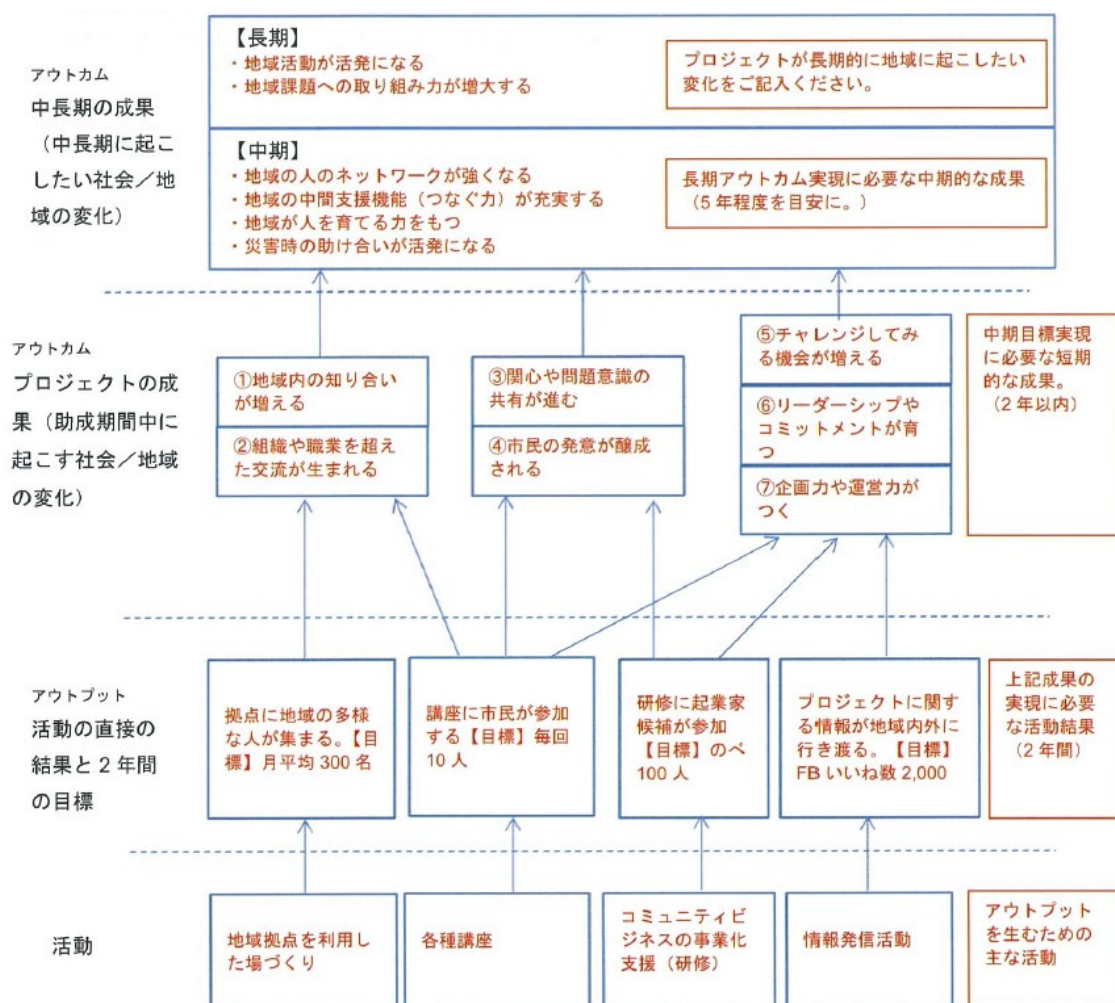 アウトカム
中長期の成果
（中長期に起こ
したい社会／地
域の変化）
【長期】
・地域活動が活発になる
・地域課題への取り組み力が増大する
プロジェクトが長期的に地域に起こしたい
変化をご記入ください。
【中期】
・地域の人のネットワークが強くなる
・地域の中間支援機能（つなぐ力）が充実する
・地域が人を育てる力をもつ
・災害時の助け合いが活発になる
長期アウトカム実現に必要な中期的な成果
（5 年程度を目安に。）
アウトカム
プロジェクトの成
果（助成期間中に
起こす社会／地域
の変化）
①地域内の知り合い
が増える
②組織や職業を超え
た交流が生まれる
③関心や問題意識の
共有が進む
④市民の発意が醸成
される
⑤チャレンジしてみ
る機会が増える
⑥リーダーシップや
コミットメントが育
つ
⑦企画力や運営力が
つく
中期目標実現
に必要な短期
的な成果。
（2 年以内）
アウトプット
活動の直接の
結果と 2 年間
の目標
拠点に地域の多様
な人が集まる。【目
標】月平均 300 名
講座に市民が参加
する【目標】毎回
10 人
研修に起業家
候補が参加
【目標】のべ
100 人
プロジェクトに関す
る情報が地域内外に
行き渡る。【目標】
FB いいね数 2,000
上記成果の
実現に必要
な活動結果
（2 年間）
活動
地域拠点を利用し
た場づくり
各種講座
コミュニティビ
ジネスの事業化
支援（研修）
情報発信活動
アウトプット
を生むための
主な活動